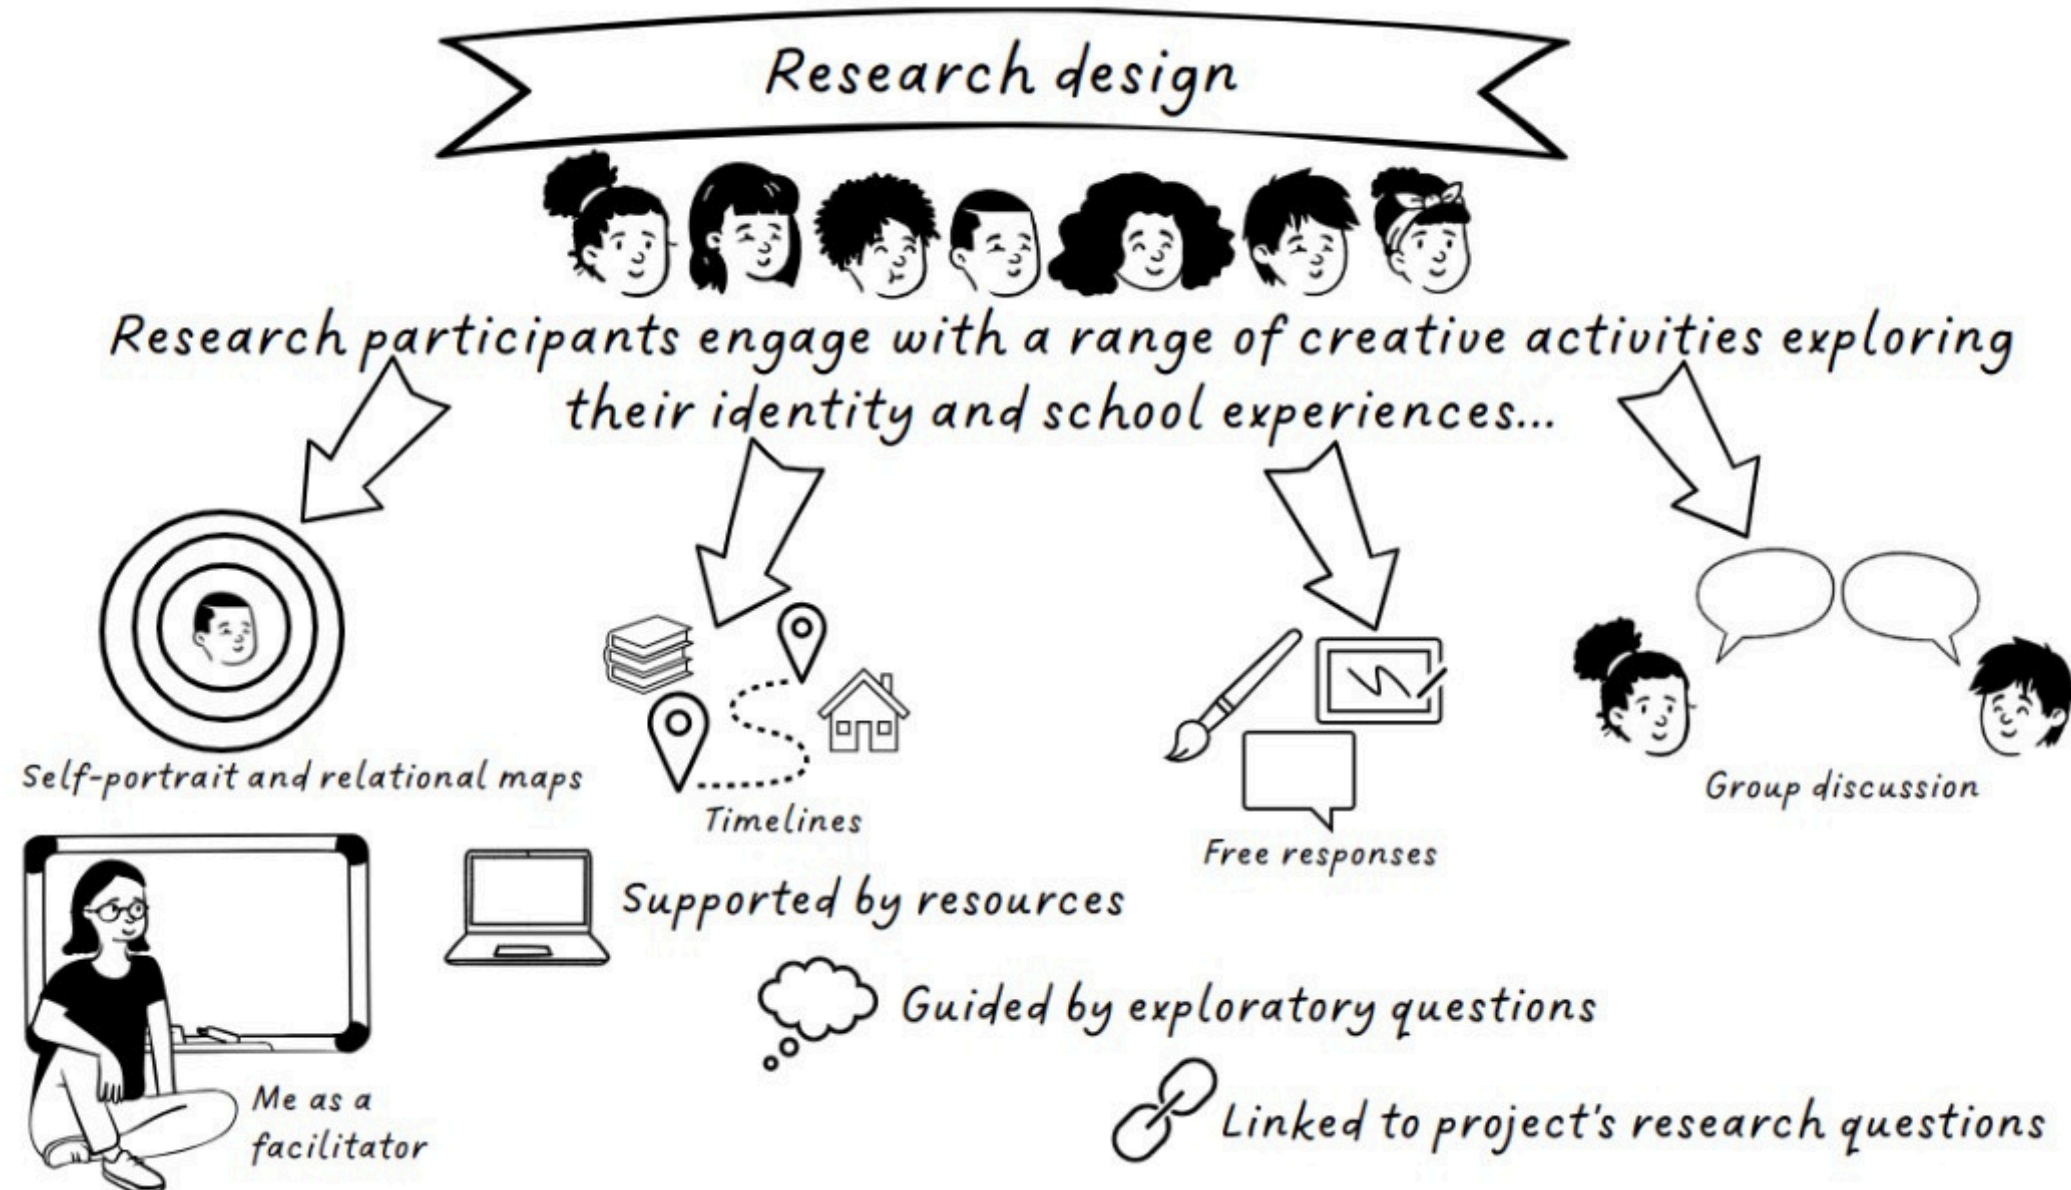 Research design
Research participants engage with a range of creative activities exploring
their identity and school experiences...
Self-portrait and relational maps
Timelines
Free responses
Group discussion
Supported by resources
Guided by exploratory questions
Linked to project's research questions
Me as a
facilitator